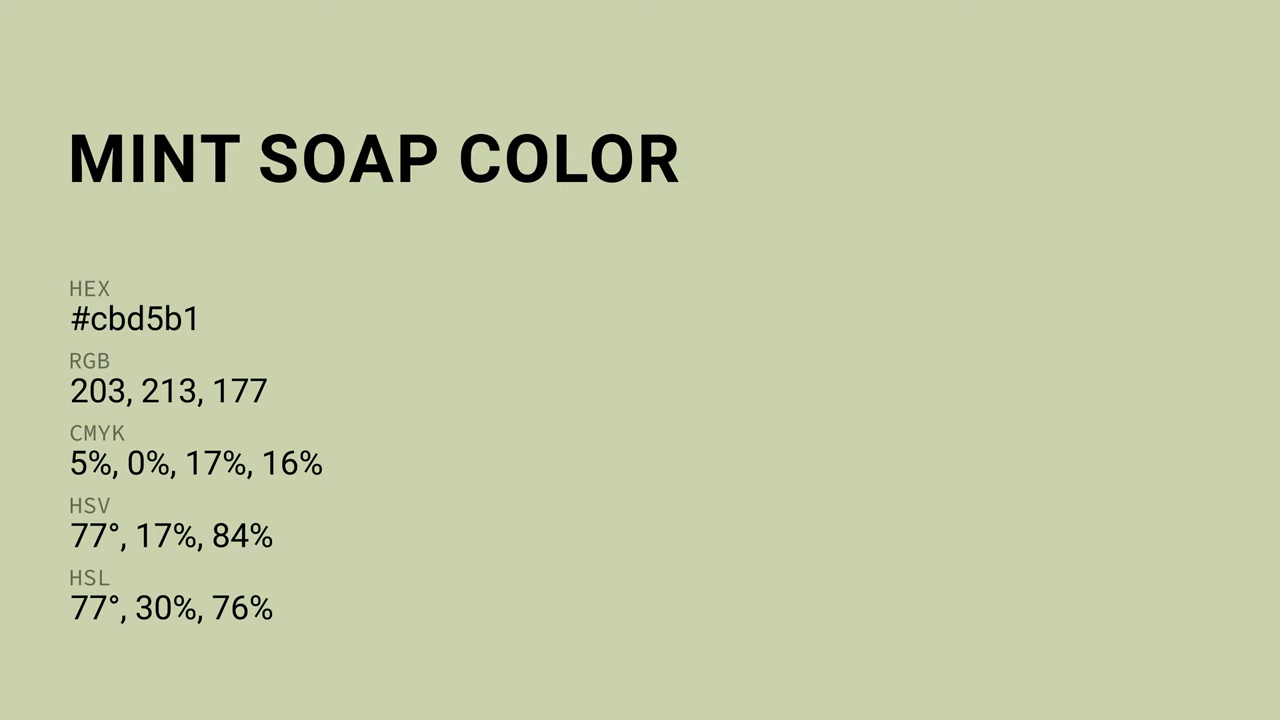 MINT SOAP COLOR
HEX
#cbd5b1
RGB
203, 213, 177
CMYK
5%, 0%, 17%, 16%
HSV
77°, 17%, 84%
HSL
77°, 30%, 76%